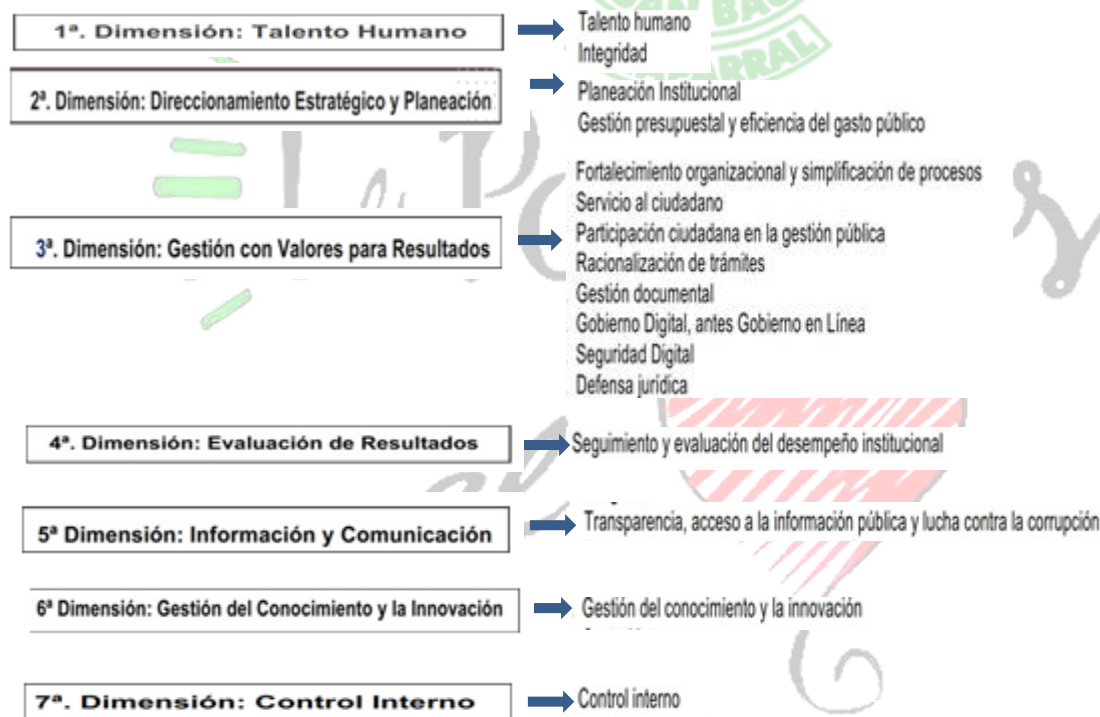 1ª. Dimensión: Talento Humano
Talento humano
Integridad
2ª. Dimensión: Direccionamiento Estratégico y Planeación
Planeación Institucional
Gestión presupuestal y eficiencia del gasto público
3ª. Dimensión: Gestión con Valores para Resultados
Fortalecimiento organizacional y simplificación de procesos
Servicio al ciudadano
Participación ciudadana en la gestión pública
Racionalización de trámites
Gestión documental
Gobierno Digital, antes Gobierno en Línea
Seguridad Digital
Defensa jurídica
4ª. Dimensión: Evaluación de Resultados
Seguimiento y evaluación del desempeño institucional
5ª Dimensión: Información y Comunicación
Transparencia, acceso a la información pública y lucha contra la corrupción
6ª Dimensión: Gestión del Conocimiento y la Innovación
Gestión del conocimiento y la innovación
7ª. Dimensión: Control Interno
Control interno